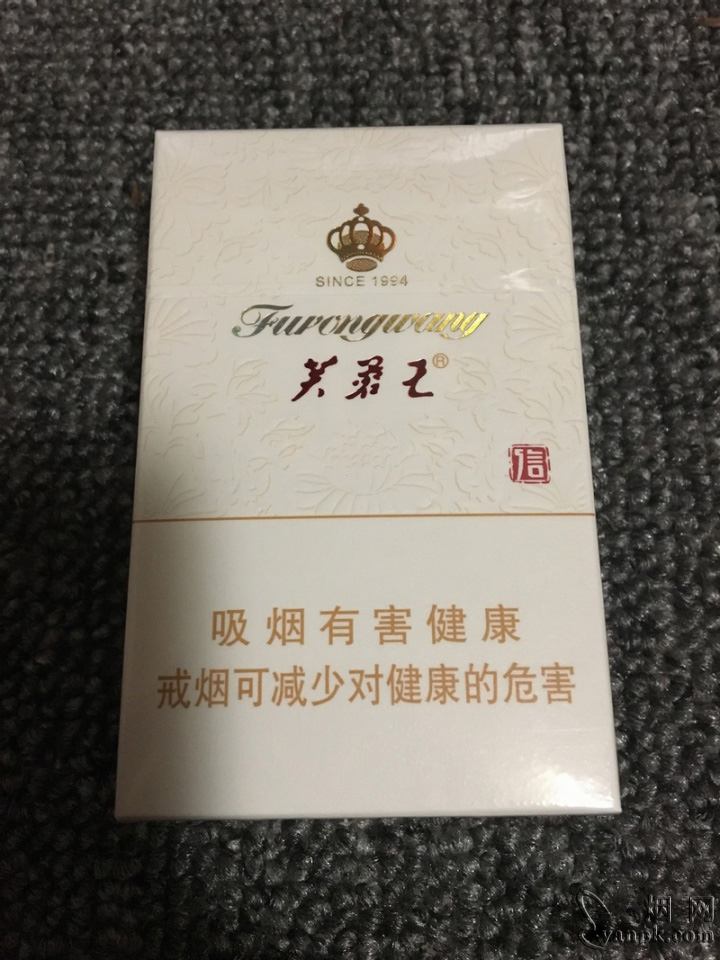 SINCE 1994
Furongwang
芙蓉王®
信
吸烟有害健康
戒烟可减少对健康的危害
烟网
yanpk.com